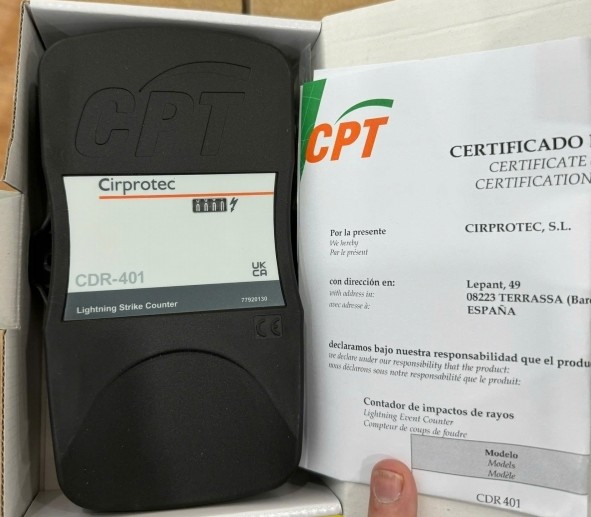 CPT
Cirprotec
CDR-401
UK
CA
Lightning Strike Counter
77920130
CE
CPT
CERTIFICADO
CERTIFICATE
CERTIFICATION
Por la presente
We hereby
Par le présent
CIRPROTEC, S.L.
con dirección en:
with address in:
avec adresse à:
Lepant, 49
08223 TERRASSA (Bar
ESPAÑA
declaramos bajo nuestra responsabilidad que el produ
we declare under our responsibility that the product:
nous déclarons sous notre responsabilité que le produit:
Contador de impactos de rayos
Lightning Event Counter
Compteur de coups de foudre
Modelo
Models
Modèle
CDR 401